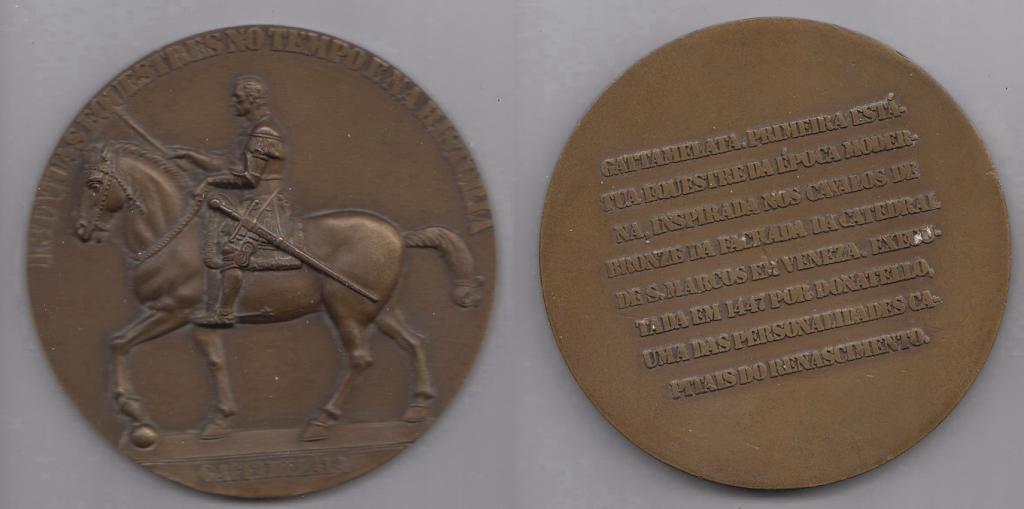 ESTÁTUAS EQUESTRES NO TEMPO E NA HISTÓRIA
GATTAMELATA
GATTAMELATA. PRIMEIRA ESTÁ-
TUA EQUESTRE DA ÉPOCA MODER-
NA, INSPIRADA NOS CAVALOS DE
BRONZE DA FACHADA DA CATEDRAL
DE S. MARCOS EM VENEZA. EXECU-
TADA EM 1447 POR DONATELLO,
UMA DAS PERSONALIDADES CA-
PITAIS DO RENASCIMENTO.